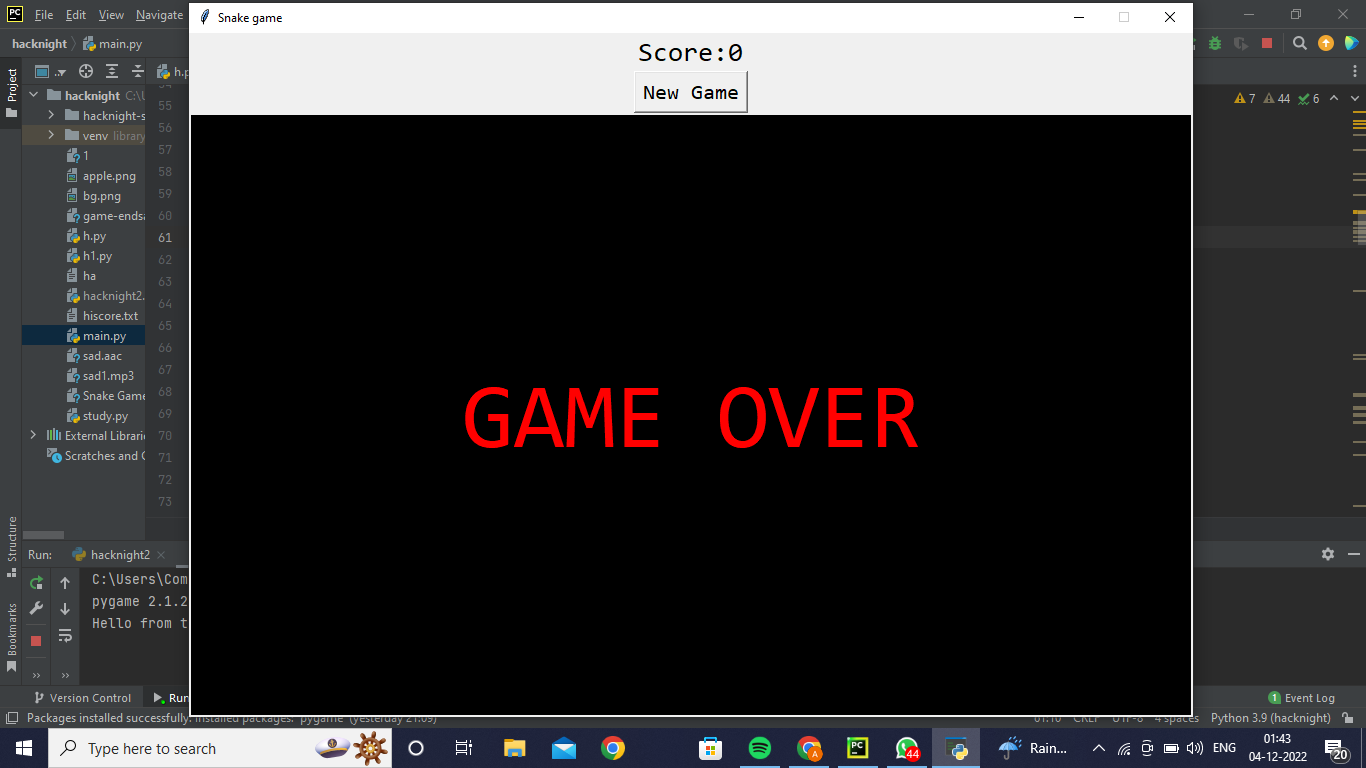 PC File Edit View Navigate
Snake game
hacknight main.py
Score:0
New Game
Project
hacknight
venv library
1
apple.png
bg.png
h.py
h1.py
ha
hacknight2.
hiscore.txt
main.py
sad.aac
sad1.mp3
Snake Game
study.py
External
Scratches and
55
56
57
58
59
60
61
62
63
64
65
66
67
68
69
70
71
72
73
7 44 6
GAME OVER
Structure
Bookmarks
Run: hacknight2
C:\Users\Com
pygame 2.1.2
Hello from t
Version Control Run
1 Event Log
Packages installed successfully: Installed packages: 'pygame' (yesterday 21:09)
CRLF UTF-8 4 spaces Python 3.9 (hacknight)
Type here to search
PC 44 Rain... ENG 01:43
04-12-2022 20